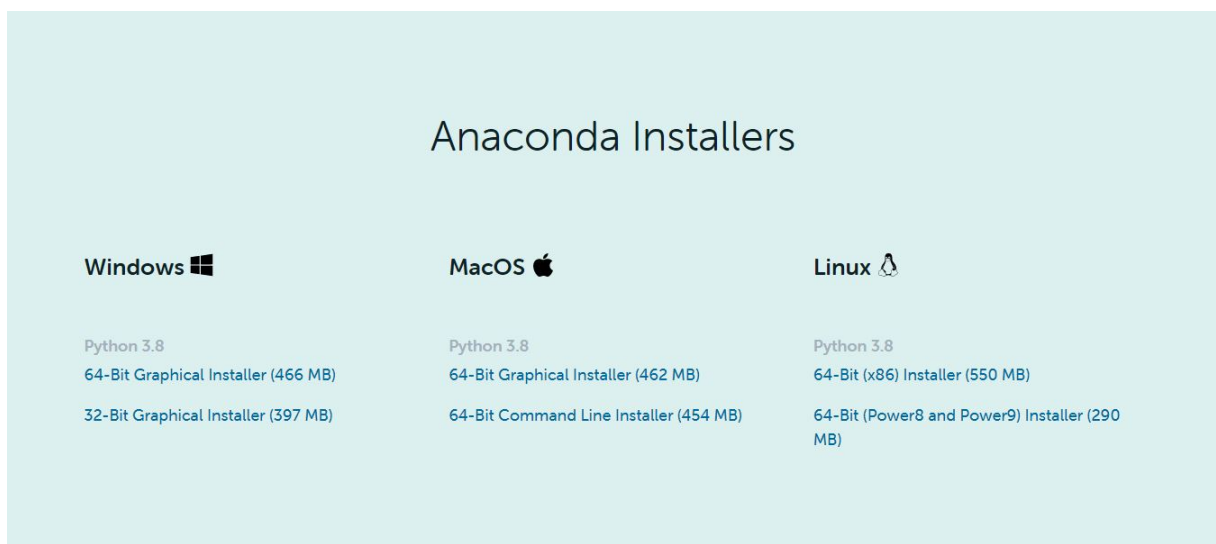 Anaconda Installers
Windows
MacOS
Linux
Python 3.8
64-Bit Graphical Installer (466 MB)
32-Bit Graphical Installer (397 MB)
Python 3.8
64-Bit Graphical Installer (462 MB)
64-Bit Command Line Installer (454 MB)
Python 3.8
64-Bit (x86) Installer (550 MB)
64-Bit (Power8 and Power9) Installer (290
MB)